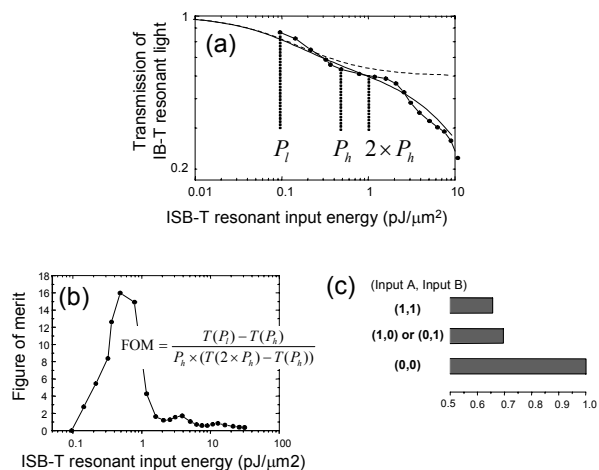 (a)
Transmission of
IB-T resonant light
1
0.2
P_l
P_h
2×P_h
0.01
0.1
1
10
ISB-T resonant input energy (pJ/μm²)
(b)
Figure of merit
18
16
14
12
10
8
6
4
2
0
FOM = \frac{T(P_l)-T(P_h)}{P_h×(T(2×P_h)-T(P_h))}
0.1
1
10
100
ISB-T resonant input energy (pJ/μm2)
(c)
(Input A, Input B)
(1,1)
(1,0) or (0,1)
(0,0)
0.5 0.6 0.7 0.8 0.9 1.0